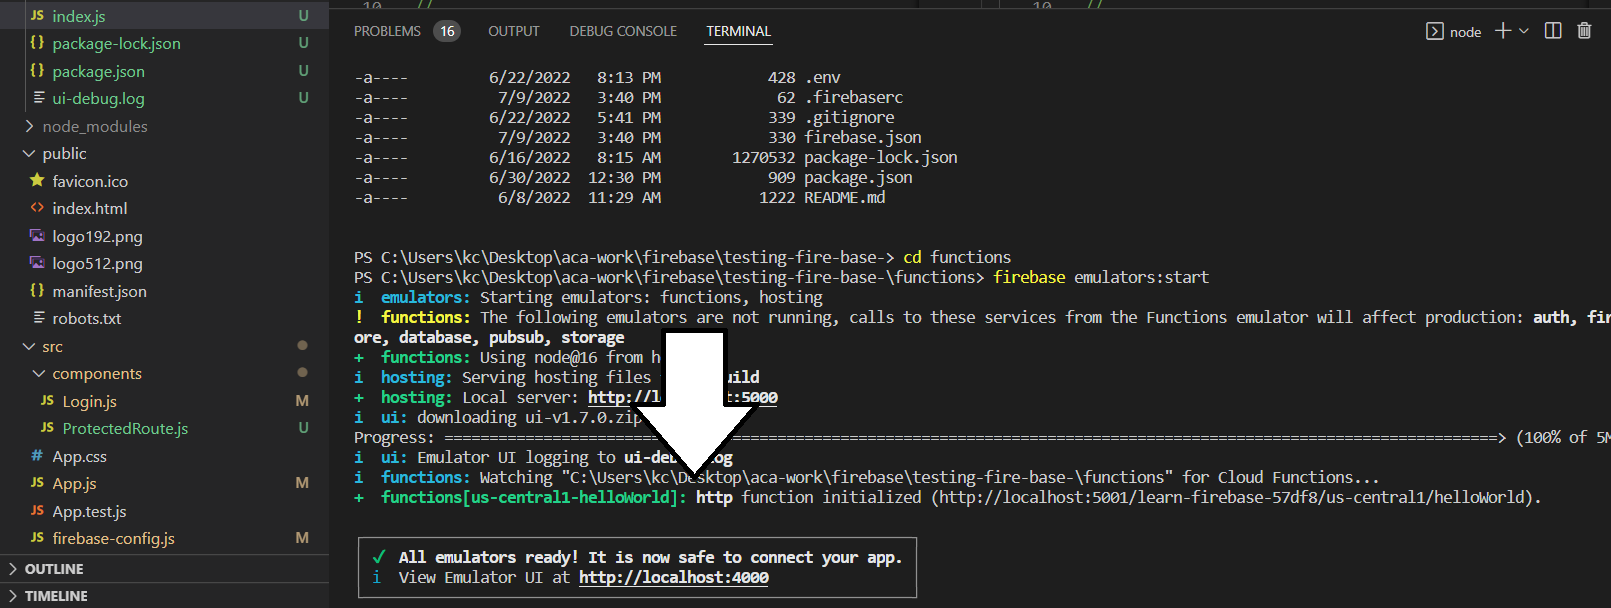 index.js U
package-lock.json U
package.json U
ui-debug.log U
node_modules
public
favicon.ico
index.html
logo192.png
logo512.png
manifest.json
robots.txt
src
components
Login.js M
ProtectedRoute.js U
App.css
App.js M
App.test.js
firebase-config.js M
OUTLINE
TIMELINE
10 // 10 //
PROBLEMS 16 OUTPUT DEBUG CONSOLE TERMINAL node
-a---- 6/22/2022 8:13 PM 428 .env
-a---- 7/9/2022 3:40 PM 62 .firebaserc
-a---- 6/22/2022 5:41 PM 339 .gitignore
-a---- 7/9/2022 3:40 PM 330 firebase.json
-a---- 6/16/2022 8:15 AM 1270532 package-lock.json
-a---- 6/30/2022 12:30 PM 909 package.json
-a---- 6/8/2022 11:29 AM 1222 README.md
PS C:\Users\kc\Desktop\aca-work\firebase\testing-fire-base-> cd functions
PS C:\Users\kc\Desktop\aca-work\firebase\testing-fire-base-\functions> firebase emulators:start
i emulators: Starting emulators: functions, hosting
! functions: The following emulators are not running, calls to these services from the Functions emulator will affect production: auth, fir
ore, database, pubsub, storage
+ functions: Using node@16 from h
i hosting: Serving hosting files uild
+ hosting: Local server: http://l t:5000
i ui: downloading ui-v1.7.0.zip
Progress: ===> (100% of 5M
i ui: Emulator UI logging to ui-de og
i functions: Watching "C:\Users\kc\Desktop\aca-work\firebase\testing-fire-base-\functions" for Cloud Functions...
+ functions[us-central1-helloWorld]: http function initialized (http://localhost:5001/learn-firebase-57df8/us-central1/helloWorld).
✓ All emulators ready! It is now safe to connect your app.
i View Emulator UI at http://localhost:4000